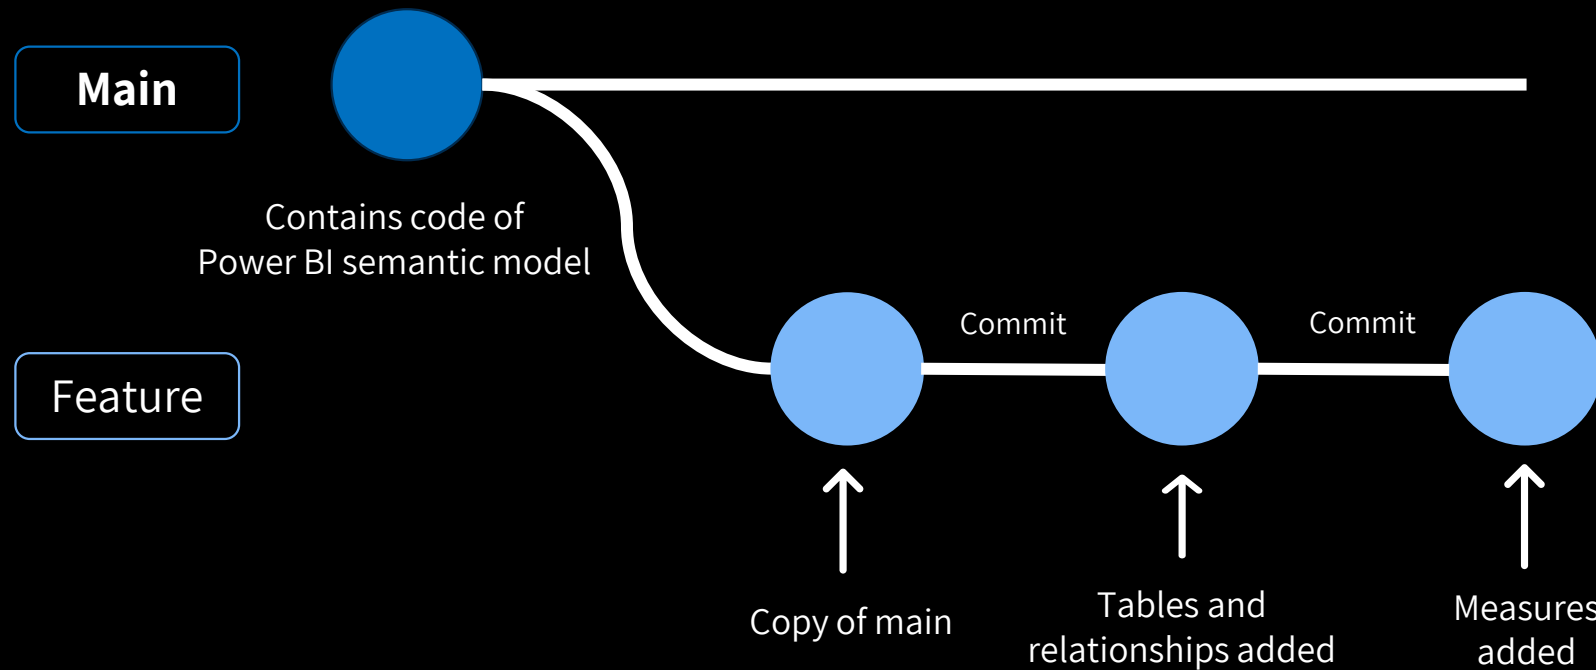 Main
Contains code of
Power BI semantic model
Commit
Commit
Feature
Copy of main
Tables and
relationships added
Measures
added